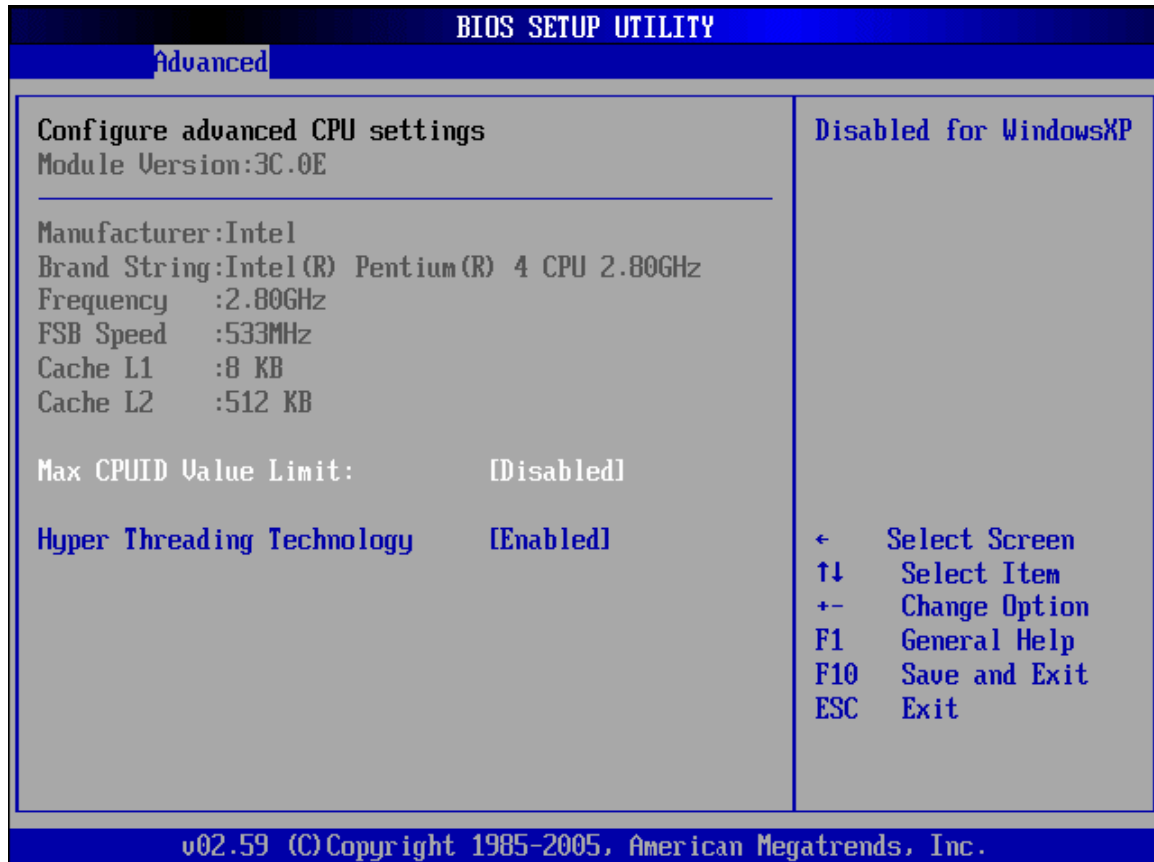 BIOS SETUP UTILITY
Advanced
Configure advanced CPU settings
Module Version:3C.0E
Manufacturer:Intel
Brand String:Intel(R) Pentium(R) 4 CPU 2.80GHz
Frequency :2.80GHz
FSB Speed :533MHz
Cache L1 :8 KB
Cache L2 :512 KB
Max CPUID Value Limit: [Disabled]
Hyper Threading Technology [Enabled]
Disabled for WindowsXP
← Select Screen
↑↓ Select Item
+- Change Option
F1 General Help
F10 Save and Exit
ESC Exit
v02.59 (C)Copyright 1985-2005, American Megatrends, Inc.